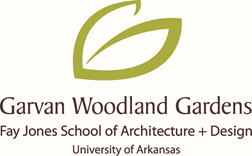 Garvan Woodland Gardens
Fay Jones School of Architecture + Design
University of Arkansas